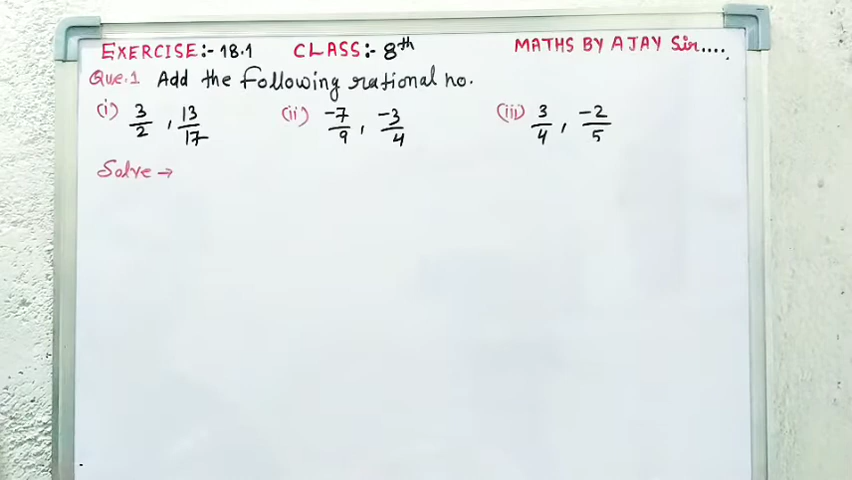 EXERCISE:- 18.1 CLASS:- 8th MATHS BY AJAY Sir....
Que.1 Add the following rational no.
(i) 3/2 , 13/17 (ii) -7/9 , -3/4 (iii) 3/4 , -2/5
Solve →